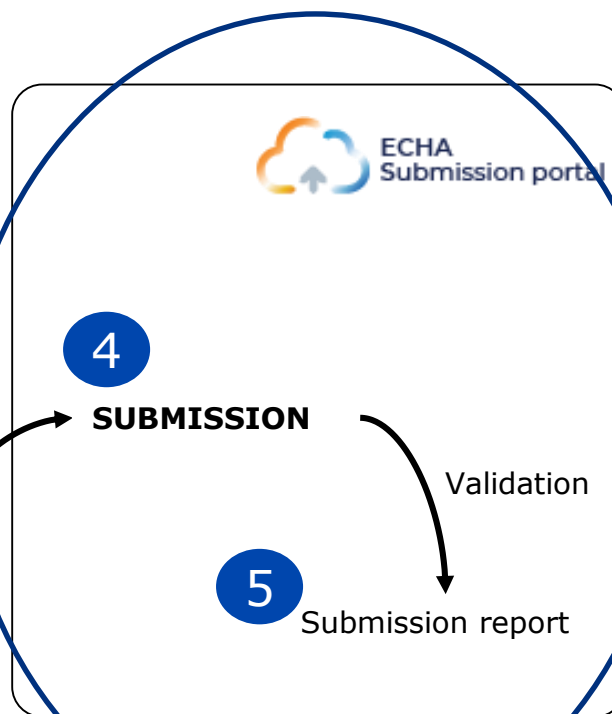 ECHA
Submission portal
4
SUBMISSION
Validation
5
Submission report